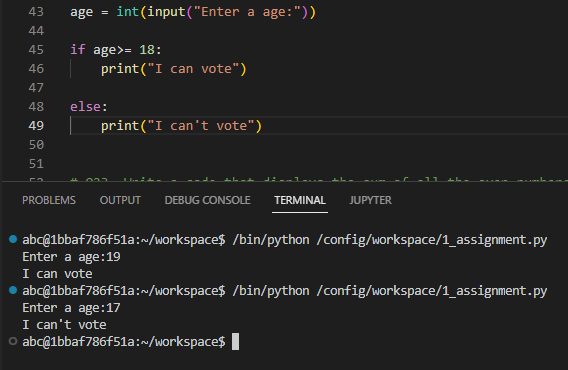 43 age = int(input("Enter a age:"))
44
45 if age>= 18:
46 print("I can vote")
47
48 else:
49 print("I can't vote")
50
51
PROBLEMS OUTPUT DEBUG CONSOLE TERMINAL JUPYTER
abc@1bbaf786f51a:~/workspace$ /bin/python /config/workspace/1_assignment.py
Enter a age:19
I can vote
abc@1bbaf786f51a:~/workspace$ /bin/python /config/workspace/1_assignment.py
Enter a age:17
I can't vote
abc@1bbaf786f51a:~/workspace$